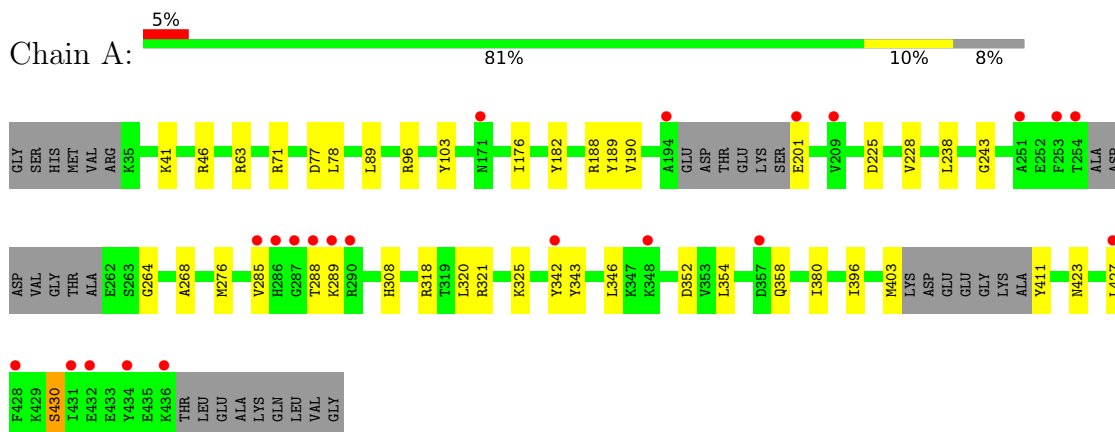 5%
Chain A:
81% 10% 8%
GLY SER HIS MET VAL ARG K35 K41 R46 R63 R71 D77 L78 L89 R96 Y103 N171 I176 Y182 R188 Y189 V190 A194 GLU ASP THR GLU LYS SER E201 V209 D225 V228 L238 G243 A251 E252 F253 T254 ALA ASP
ASP VAL GLY THR ALA E262 S263 G264 A268 M276 V285 H286 G287 T288 K289 R290 H308 R318 T319 L320 R321 K325 Y342 Y343 L346 K347 K348 D352 V353 L354 D357 Q358 I380 I396 M403 LYS ASP GLU GLU GLY LYS ALA Y411 N423 L427
F428 K429 S430 I431 E432 E433 Y434 E435 K436 THR LEU GLU ALA LYS GLN LEU VAL GLY